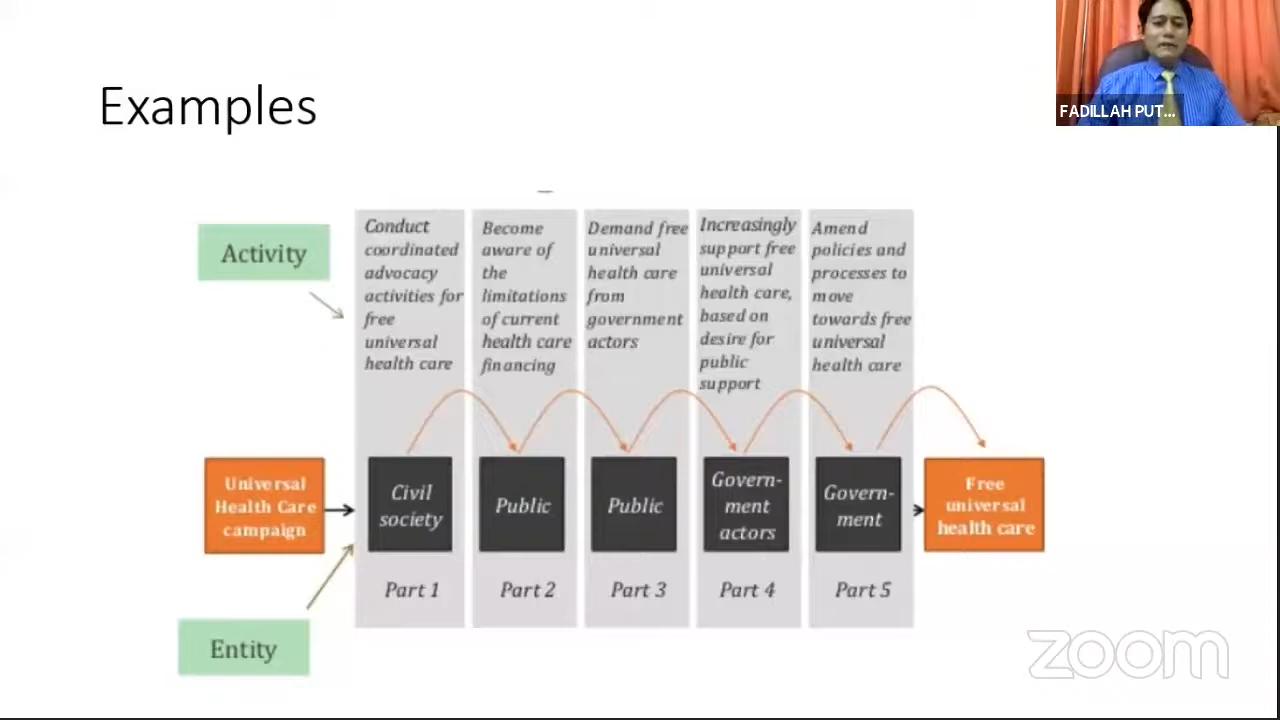 Examples
FADILLAH PUT...
Activity
Conduct
coordinated
advocacy
activities for
free
universal
health care
Become
aware of
the
limitations
of current
health care
financing
Demand free
universal
health care
from
government
actors
Increasingly
support free
universal
health care,
based on
desire for
public
support
Amend
policies and
processes to
move
towards free
universal
health care
Universal
Health Care
campaign
Civil
society
Public
Public
Govern-
ment
actors
Govern-
ment
Free
universal
health care
Part 1
Part 2
Part 3
Part 4
Part 5
Entity
zoom